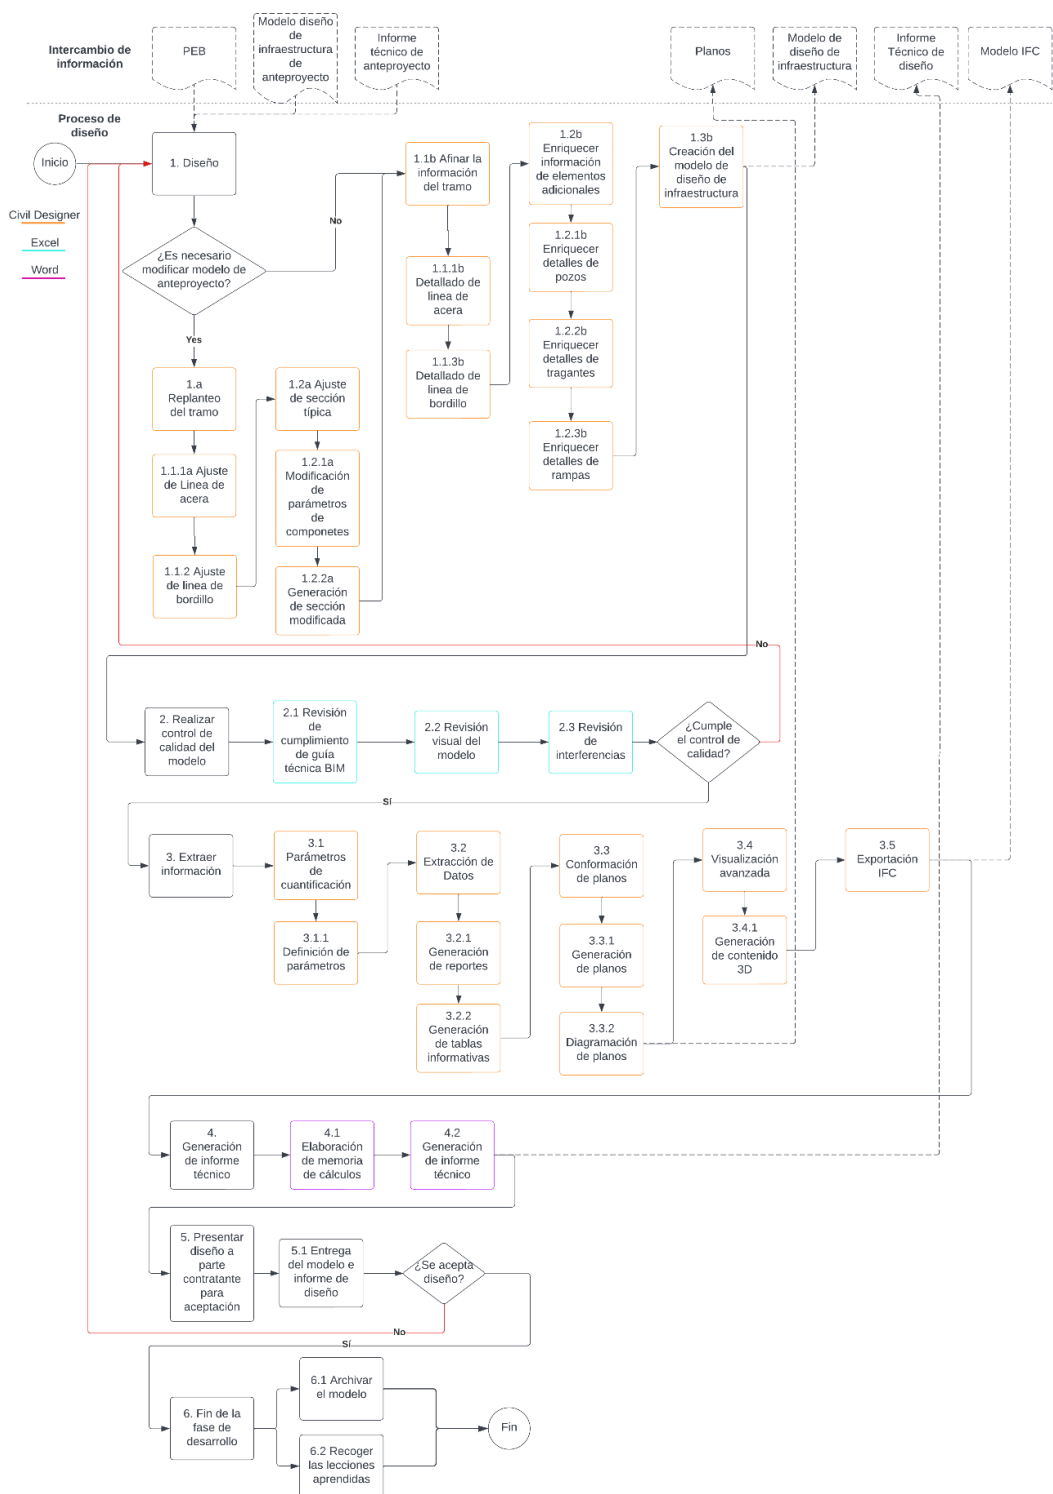 Intercambio de
información
PEB
Modelo diseño
de
infraestructura
de
anteproyecto
Informe
técnico de
anteproyecto
Planos
Modelo de
diseño de
infraestructura
Informe
Técnico de
diseño
Modelo IFC
Proceso de
diseño
Inicio
1. Diseño
Civil Designer
Excel
Word
¿Es necesario
modificar modelo de
anteproyecto?
No
Yes
1.1b Afinar la
información
del tramo
1.1.1b
Detallado de
linea de
acera
1.1.3b
Detallado de
linea de
bordillo
1.2b
Enriquecer
información
de elementos
adicionales
1.2.1b
Enriquecer
detalles de
pozos
1.2.2b
Enriquecer
detalles de
tragantes
1.2.3b
Enriquecer
detalles de
rampas
1.3b
Creación del
modelo de
diseño de
infraestructura
1.a
Replanteo
del tramo
1.1.1a Ajuste
de Linea de
acera
1.1.2 Ajuste
de linea de
bordillo
1.2a Ajuste
de sección
típica
1.2.1a
Modificación
de
parámetros
de
componetes
1.2.2a
Generación
de sección
modificada
No
2. Realizar
control de
calidad del
modelo
2.1 Revisión
de
cumplimiento
de guía
técnica BIM
2.2 Revisión
visual del
modelo
2.3 Revisión
de
interferencias
¿Cumple
el control de
calidad?
Sí
3. Extraer
información
3.1
Parámetros
de
cuantificación
3.1.1
Definición de
parámetros
3.2
Extracción de
Datos
3.2.1
Generación
de reportes
3.2.2
Generación
de tablas
informativas
3.3
Conformación
de planos
3.3.1
Generación
de planos
3.3.2
Diagramación
de planos
3.4
Visualización
avanzada
3.4.1
Generación
de contenido
3D
3.5
Exportación
IFC
4.
Generación
de informe
técnico
4.1
Elaboración
de memoria
de cálculos
4.2
Generación
de informe
técnico
5. Presentar
diseño a
parte
contratante
para
aceptación
5.1 Entrega
del modelo e
informe de
diseño
¿Se acepta
diseño?
No
Sí
6. Fin de la
fase de
desarrollo
6.1 Archivar
el modelo
6.2 Recoger
las lecciones
aprendidas
Fin